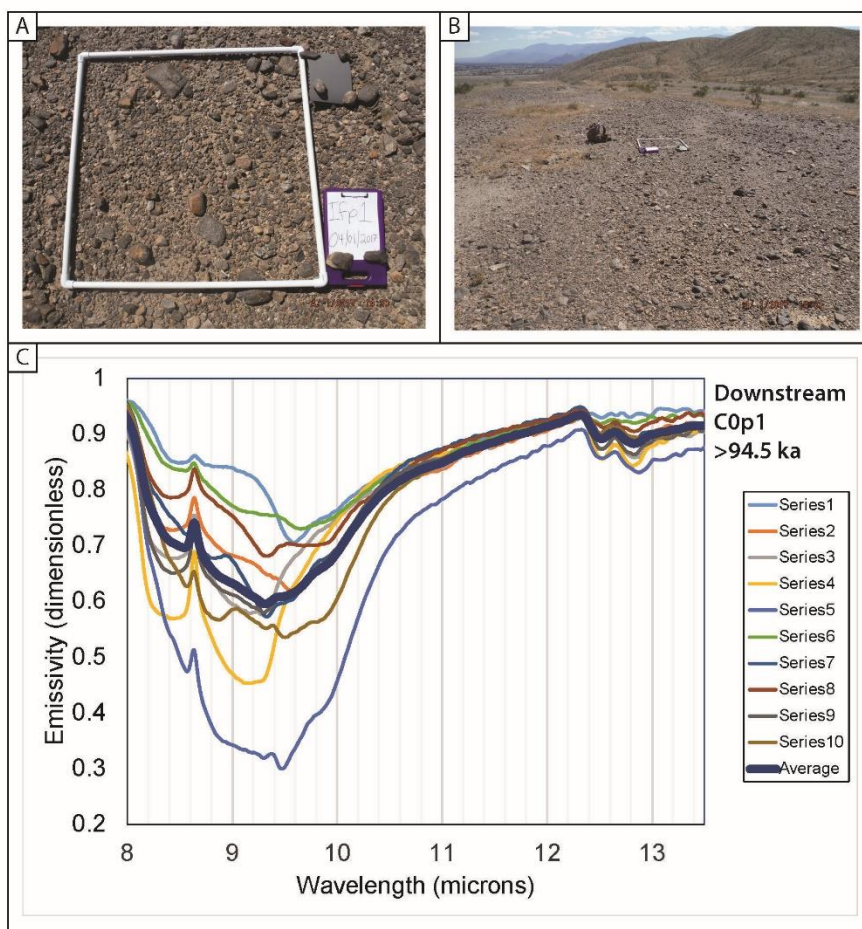 A
Ifp1
04/01/2017
B
C
Downstream
C0p1
>94.5 ka
1
0.9
0.8
0.7
0.6
0.5
0.4
0.3
0.2
Emissivity (dimensionless)
8
9
10
11
12
13
Wavelength (microns)
Series1
Series2
Series3
Series4
Series5
Series6
Series7
Series8
Series9
Series10
Average